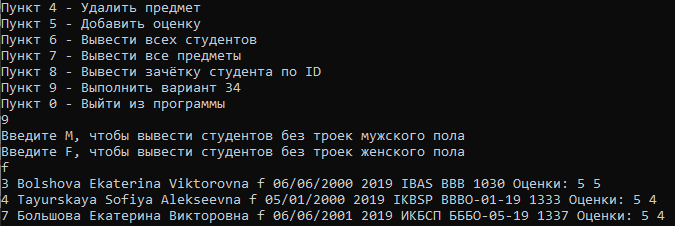 Пункт 4 - Удалить предмет
Пункт 5 - Добавить оценку
Пункт 6 - Вывести всех студентов
Пункт 7 - Вывести все предметы
Пункт 8 - Вывести зачётку студента по ID
Пункт 9 - Выполнить вариант 34
Пункт 0 - Выйти из программы
9
Введите M, чтобы вывести студентов без троек мужского пола
Введите F, чтобы вывести студентов без троек женского пола
f
3 Bolshova Ekaterina Viktorovna f 06/06/2000 2019 IBAS BBB 1030 Оценки: 5 5
4 Tayurskaya Sofiya Alekseevna f 05/01/2000 2019 IKBSP BBBO-01-19 1333 Оценки: 5 4
7 Большова Екатерина Викторовна f 06/06/2001 2019 ИКБСП БББО-05-19 1337 Оценки: 5 4